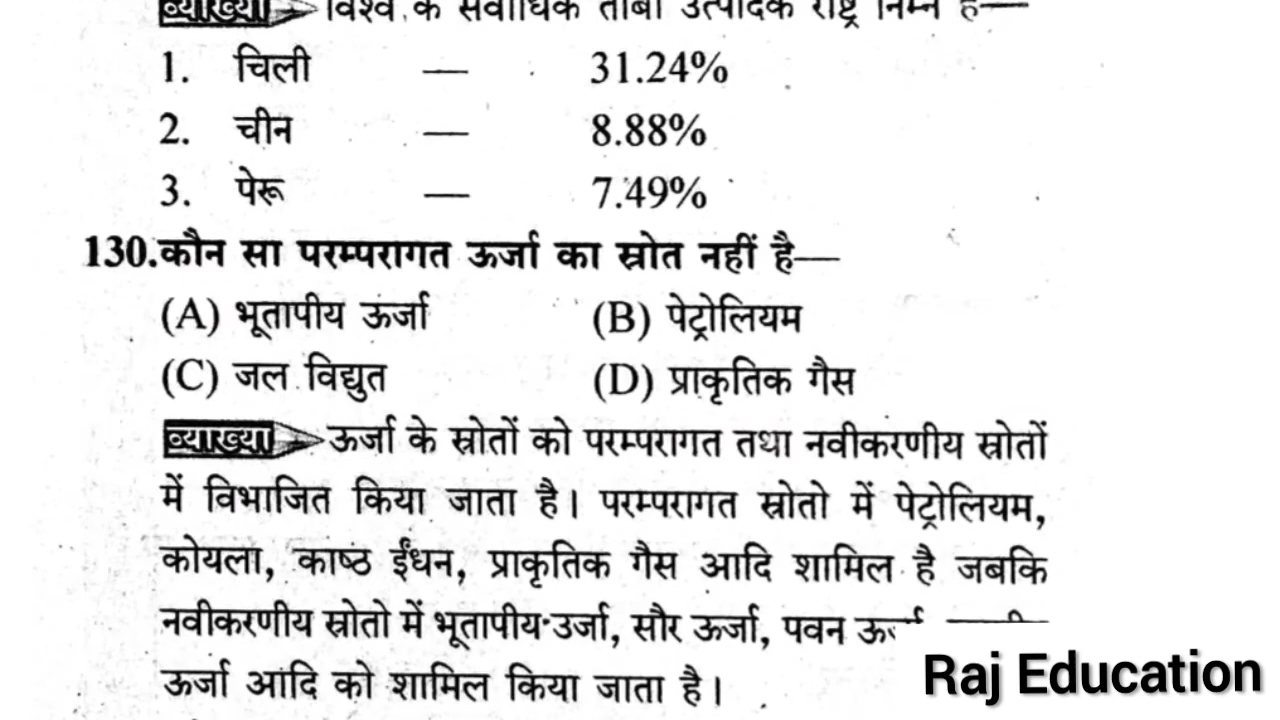 व्याख्या विश्व के सर्वाधिक तांबा उत्पादक राष्ट्र निम्न है—
1. चिली — 31.24%
2. चीन — 8.88%
3. पेरू — 7.49%
130.कौन सा परम्परागत ऊर्जा का स्रोत नहीं है—
(A) भूतापीय ऊर्जा (B) पेट्रोलियम
(C) जल विद्युत (D) प्राकृतिक गैस
व्याख्या ऊर्जा के स्रोतों को परम्परागत तथा नवीकरणीय स्रोतों
में विभाजित किया जाता है। परम्परागत स्रोतो में पेट्रोलियम,
कोयला, काष्ठ ईंधन, प्राकृतिक गैस आदि शामिल है जबकि
नवीकरणीय स्रोतो में भूतापीय उर्जा, सौर ऊर्जा, पवन
ऊर्जा आदि को शामिल किया जाता है।
Raj Education